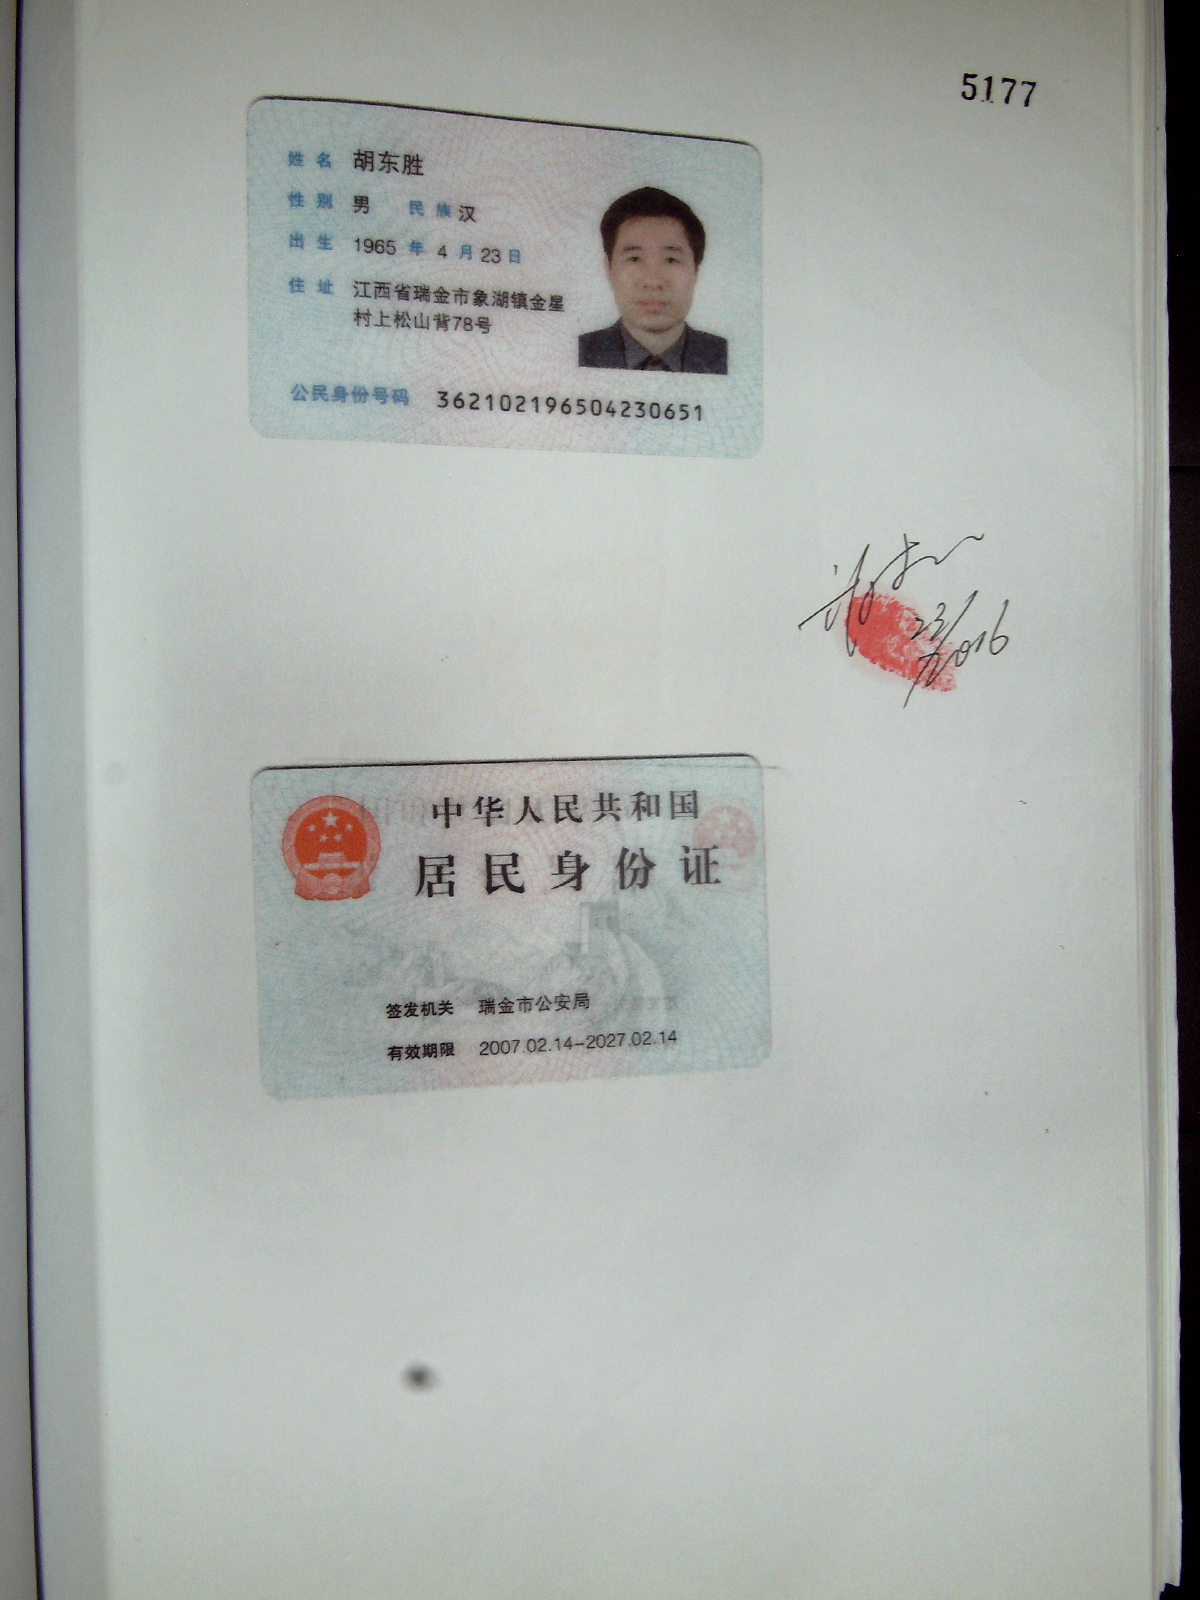 5177
姓名 胡东胜
性别 男 民族 汉
出生 1965 年 4 月 23 日
住址 江西省瑞金市象湖镇金星
村上松山背78号
公民身份号码 362102196504230651
23/
2016
中华人民共和国
居民身份证
签发机关 瑞金市公安局
有效期限 2007.02.14-2027.02.14